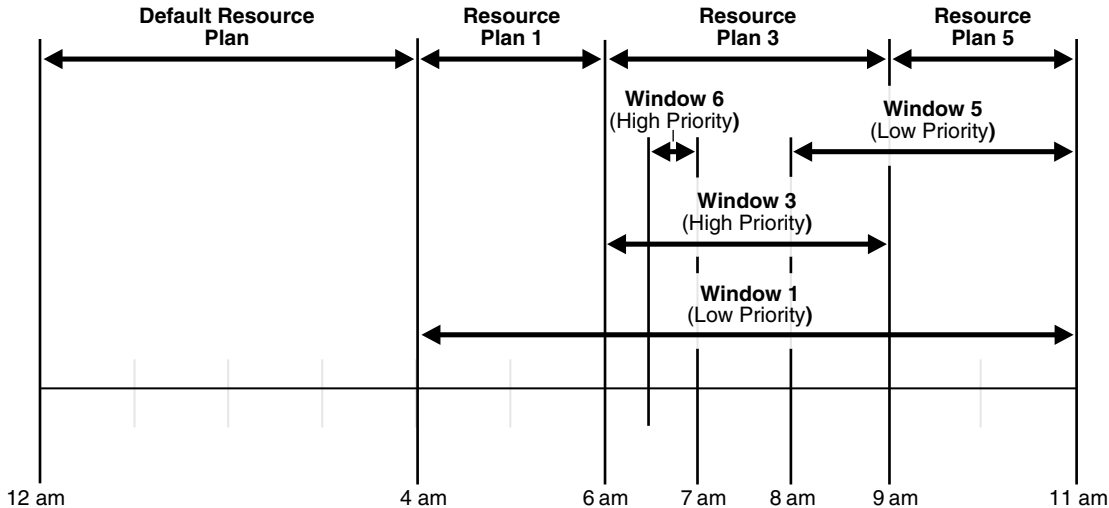 Default Resource
Plan
Resource
Plan 1
Resource
Plan 3
Resource
Plan 5
Window 6
(High Priority)
Window 5
(Low Priority)
Window 3
(High Priority)
Window 1
(Low Priority)
12 am
4 am
6 am
7 am
8 am
9 am
11 am